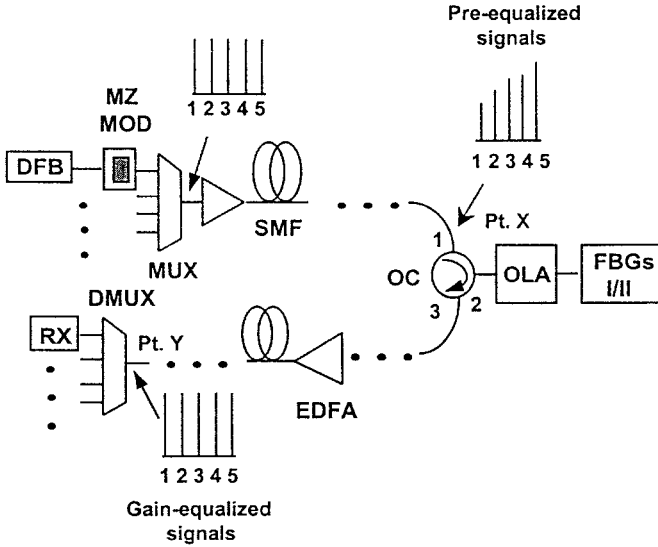 Pre-equalized
signals
1 2 3 4 5
MZ
MOD
1 2 3 4 5
DFB
SMF
Pt. X
MUX
1
OC
OLA
FBGs
I/II
3
2
DMUX
RX
Pt. Y
EDFA
1 2 3 4 5
Gain-equalized
signals